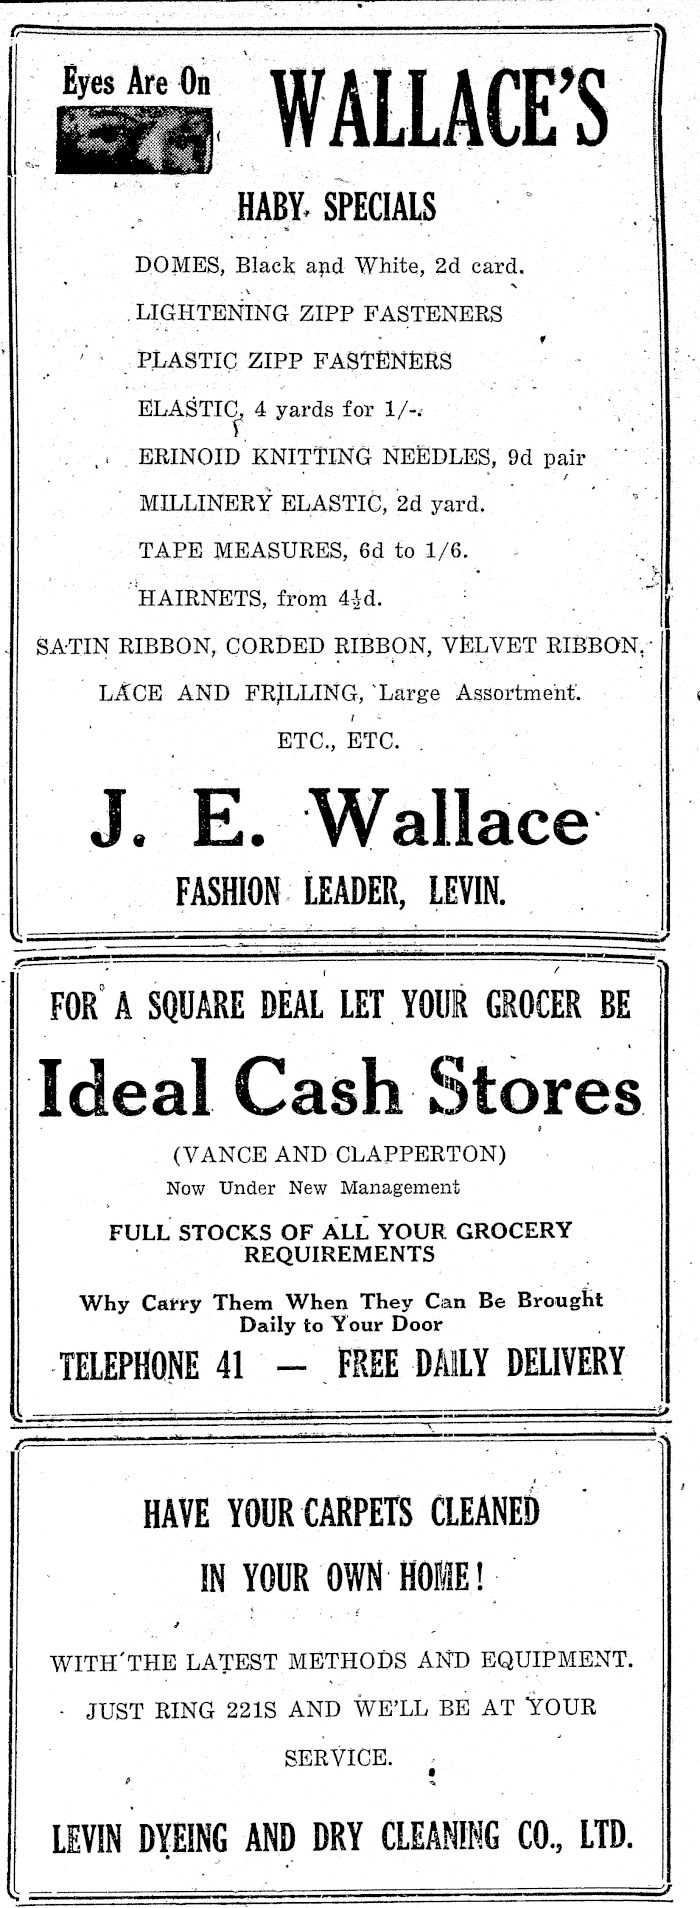 Eyes Are On
WALLACE'S
HABY. SPECIALS
DOMES, Black and White, 2d card.
LIGHTENING ZIPP FASTENERS
PLASTIC ZIPP FASTENERS
ELASTIC, 4 yards for 1/-.
ERINOID KNITTING NEEDLES, 9d pair
MILLINERY ELASTIC, 2d yard.
TAPE MEASURES, 6d to 1/6.
HAIRNETS, from 4½d.
SATIN RIBBON, CORDED RIBBON, VELVET RIBBON,
LACE AND FRILLING, Large Assortment.
ETC., ETC.
J. E. Wallace
FASHION LEADER, LEVIN.
FOR A SQUARE DEAL LET YOUR GROCER BE
Ideal Cash Stores
(VANCE AND CLAPPERTON)
Now Under New Management
FULL STOCKS OF ALL YOUR GROCERY
REQUIREMENTS
Why Carry Them When They Can Be Brought
Daily to Your Door
TELEPHONE 41 — FREE DAILY DELIVERY
HAVE YOUR CARPETS CLEANED
IN YOUR OWN HOME!
WITH THE LATEST METHODS AND EQUIPMENT.
JUST RING 221S AND WE'LL BE AT YOUR
SERVICE.
LEVIN DYEING AND DRY CLEANING CO., LTD.